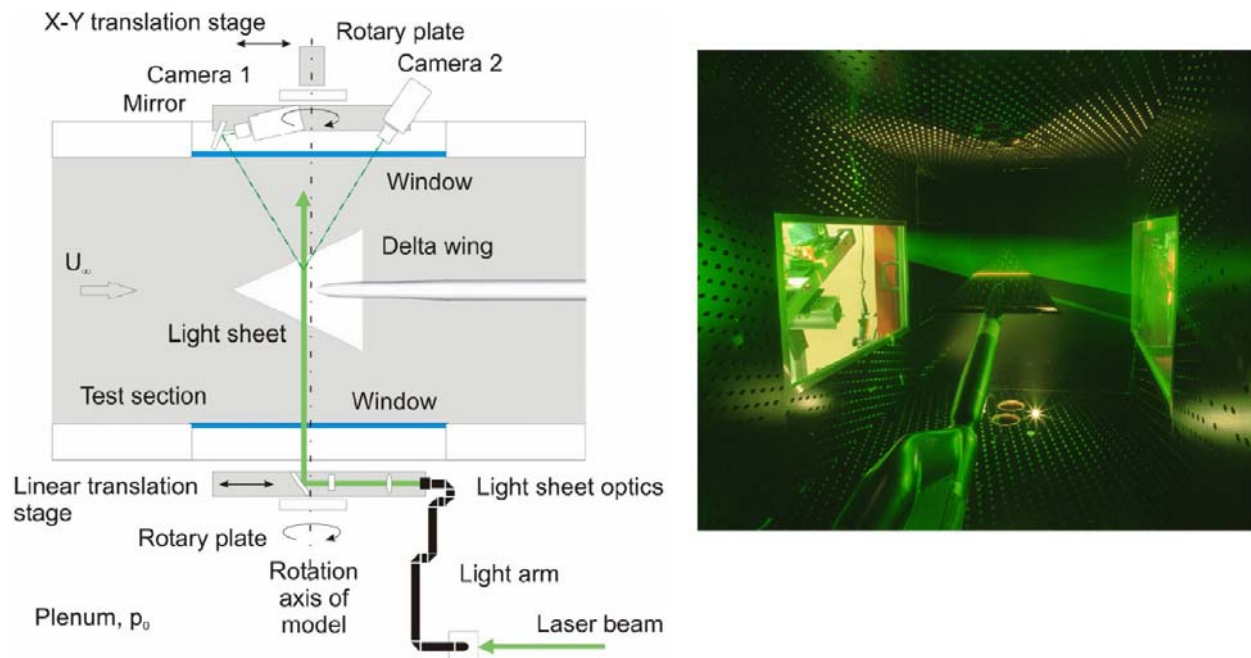 X-Y translation stage
Rotary plate
Camera 1
Camera 2
Mirror
Window
Delta wing
U∞
Light sheet
Test section
Window
Linear translation
stage
Light sheet optics
Rotary plate
Rotation
axis of
model
Light arm
Plenum, p₀
Laser beam